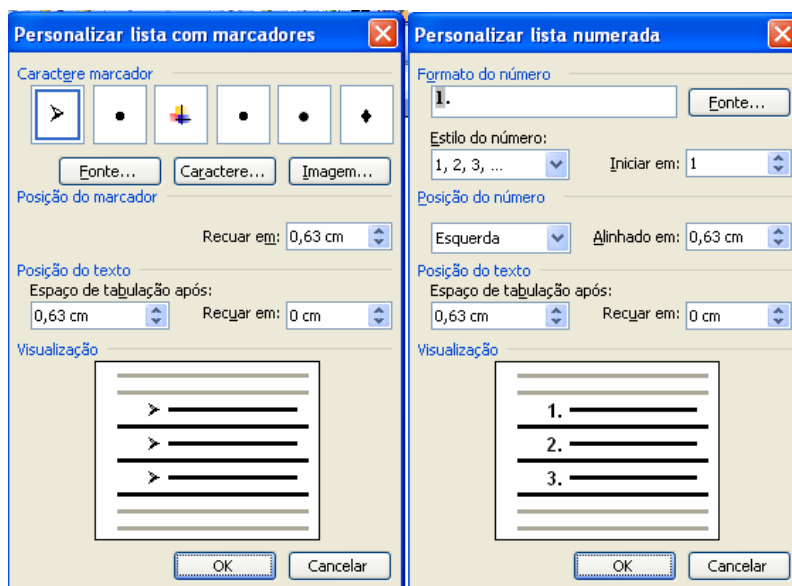 Personalizar lista com marcadores
Caractere marcador
Fonte...
Caractere...
Imagem...
Posição do marcador
Recuar em: 0,63 cm
Posição do texto
Espaço de tabulação após:
0,63 cm
Recuar em: 0 cm
Visualização
OK
Cancelar
Personalizar lista numerada
Formato do número
1.
Fonte...
Estilo do número:
1, 2, 3, ...
Iniciar em: 1
Posição do número
Esquerda
Alinhado em: 0,63 cm
Posição do texto
Espaço de tabulação após:
0,63 cm
Recuar em: 0 cm
Visualização
1.
2.
3.
OK
Cancelar